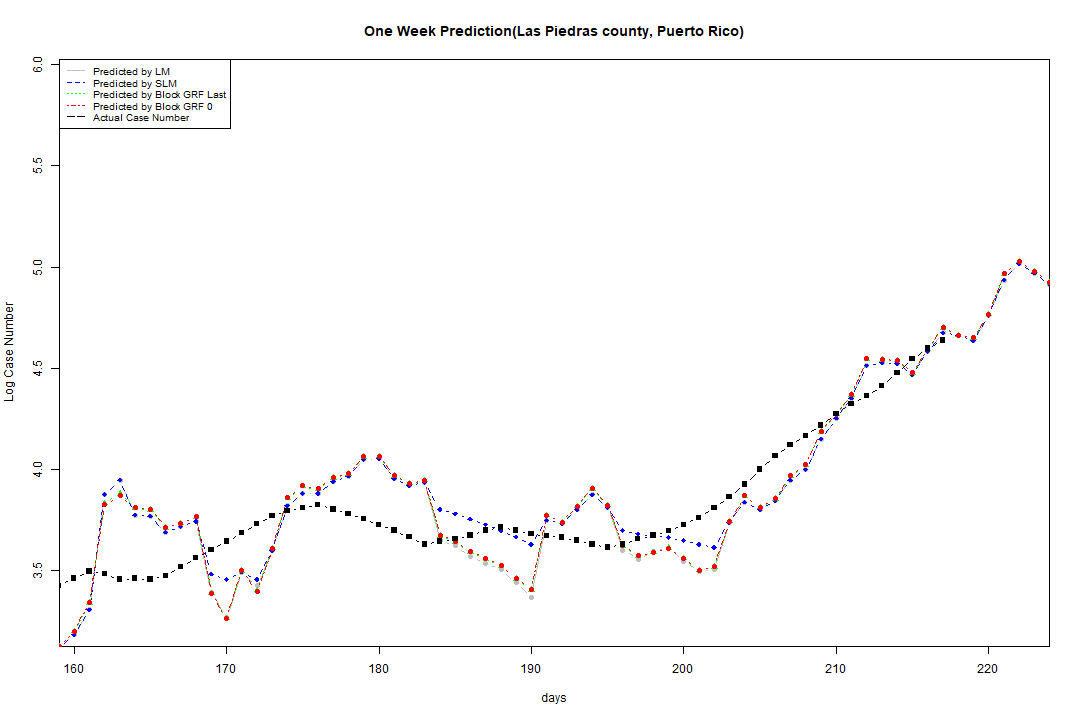 One Week Prediction(Las Piedras county, Puerto Rico)
Predicted by LM
Predicted by SLM
Predicted by Block GRF Last
Predicted by Block GRF 0
Actual Case Number
6.0
5.5
5.0
4.5
4.0
3.5
Log Case Number
160 170 180 190 200 210 220
days